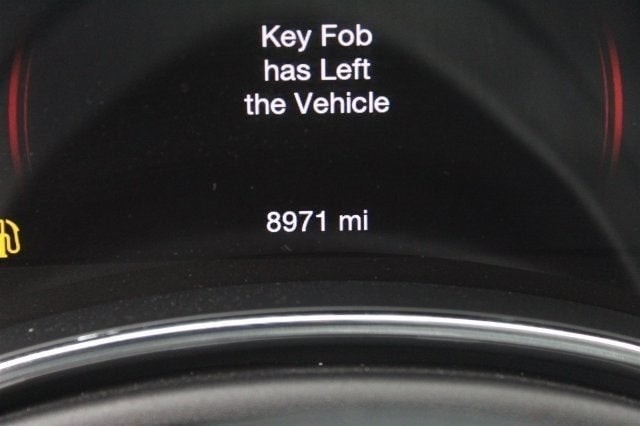 Key Fob
has Left
the Vehicle
8971 mi